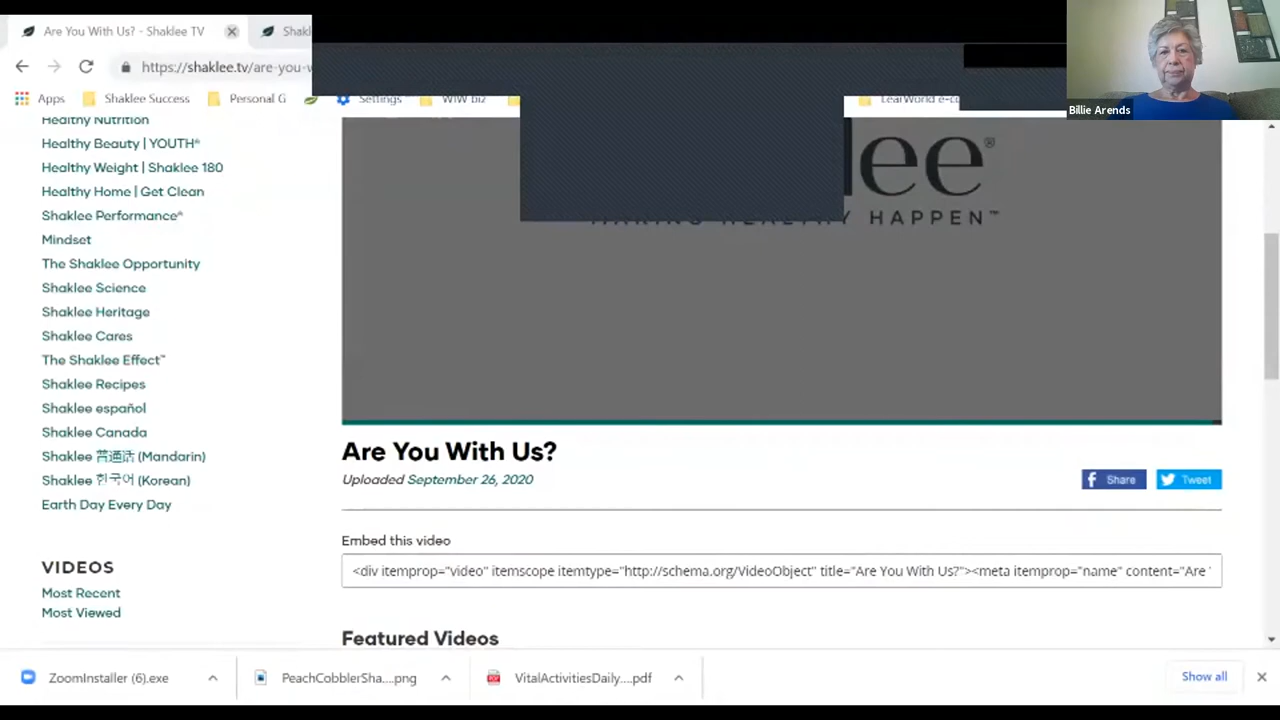 Are You With Us? - Shaklee TV
Shakl
https://shaklee.tv/are-you-w
Apps
Shaklee Success
Personal G
Settings
WIW biz
LearWorld e-co
Billie Arends
Healthy Nutrition
Healthy Beauty | YOUTH®
Healthy Weight | Shaklee 180
Healthy Home | Get Clean
Shaklee Performance®
Mindset
The Shaklee Opportunity
Shaklee Science
Shaklee Heritage
Shaklee Cares
The Shaklee Effect™
Shaklee Recipes
Shaklee español
Shaklee Canada
Shaklee 普通话 (Mandarin)
Shaklee 한국어 (Korean)
Earth Day Every Day
VIDEOS
Most Recent
Most Viewed
lee®
HAPPEN™
Are You With Us?
Uploaded September 26, 2020
Share
Tweet
Embed this video
<div itemprop="video" itemscope itemtype="http://schema.org/VideoObject" title="Are You With Us?"><meta itemprop="name" content="Are
Featured Videos
ZoomInstaller (6).exe
PeachCobblerSha....png
VitalActivitiesDaily....pdf
Show all